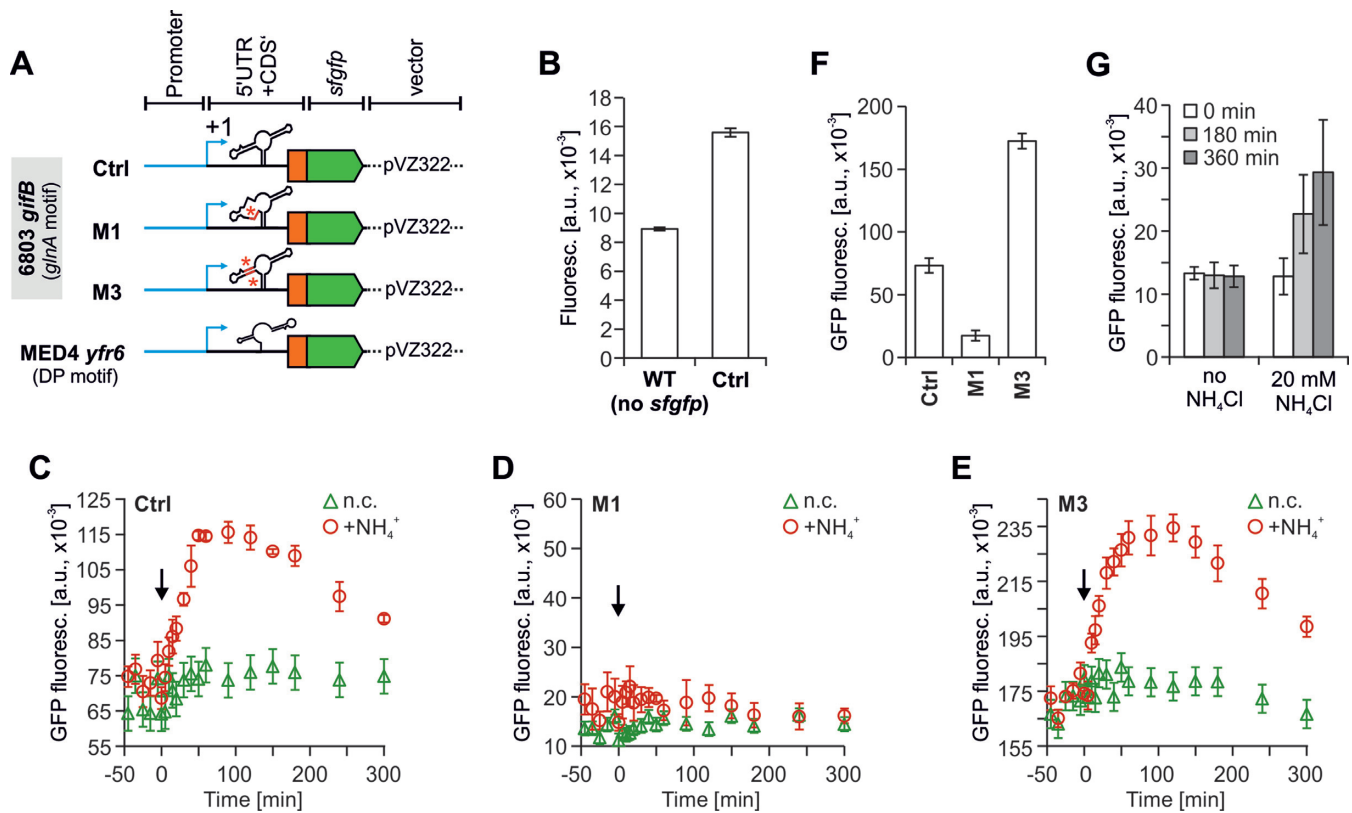 A
Promoter
5'UTR
+CDS'
sfgfp
vector
+1
Ctrl
pVZ322
M1
*
pVZ322
M3
*
*
pVZ322
6803 gifB
(glnA motif)
MED4 yfr6
(DP motif)
pVZ322
B
Fluoresc. [a.u., x10⁻³]
18
16
14
12
10
8
6
4
2
0
WT
(no sfgfp)
Ctrl
F
GFP fluoresc. [a.u., x10⁻³]
200
150
100
50
0
Ctrl
M1
M3
G
GFP fluoresc. [a.u., x10⁻³]
40
30
20
10
0
0 min
180 min
360 min
no
NH₄Cl
20 mM
NH₄Cl
C
GFP fluoresc. [a.u., x10⁻³]
125
115
105
95
85
75
65
55
Ctrl
n.c.
+NH₄⁺
-50 0 100 200 300
Time [min]
D
GFP fluoresc. [a.u., x10⁻³]
60
50
40
30
20
10
M1
n.c.
+NH₄⁺
-50 0 100 200 300
Time [min]
E
GFP fluoresc. [a.u., x10⁻³]
235
215
195
175
155
M3
n.c.
+NH₄⁺
-50 0 100 200 300
Time [min]